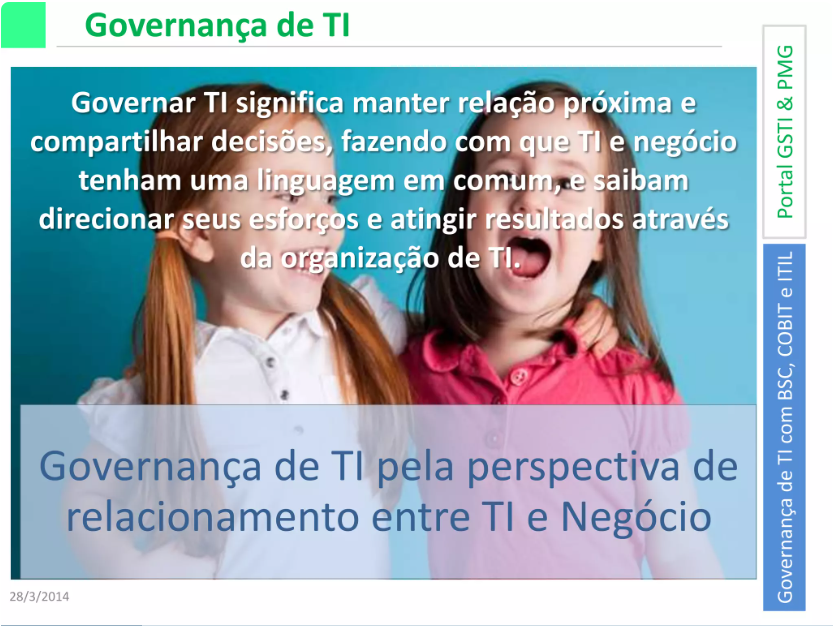 Governança de TI
Governar TI significa manter relação próxima e
compartilhar decisões, fazendo com que TI e negócio
tenham uma linguagem em comum, e saibam
direcionar seus esforços e atingir resultados através
da organização de TI.
Governança de TI pela perspectiva de
relacionamento entre TI e Negócio
28/3/2014
Portal GSTI & PMG
Governança de TI com BSC, COBIT e ITIL